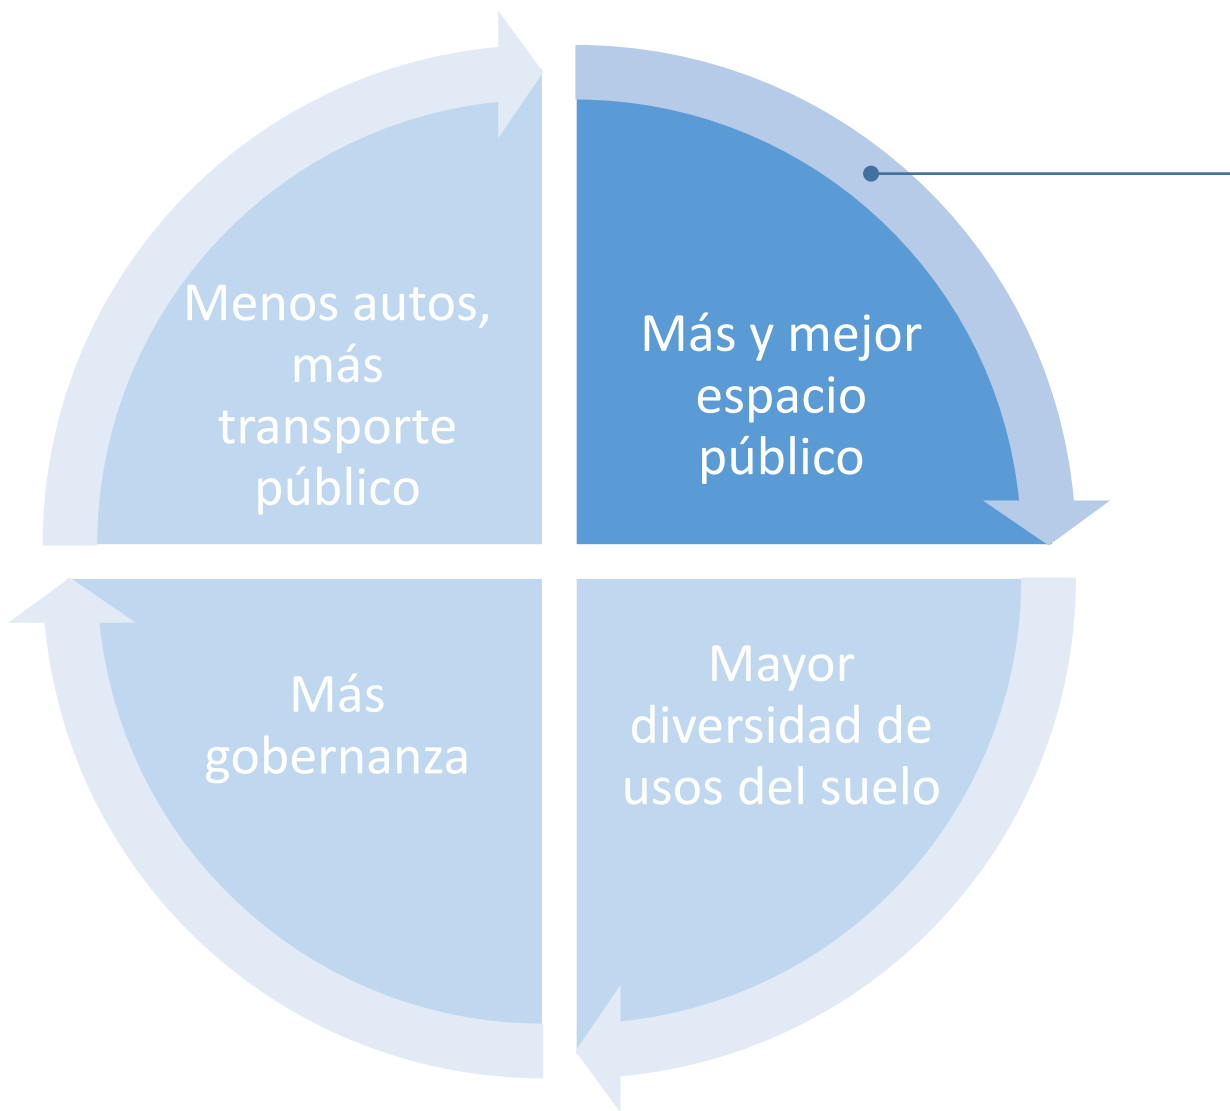 Menos autos,
más
transporte
público
Más y mejor
espacio
público
Más
gobernanza
Mayor
diversidad de
usos del suelo